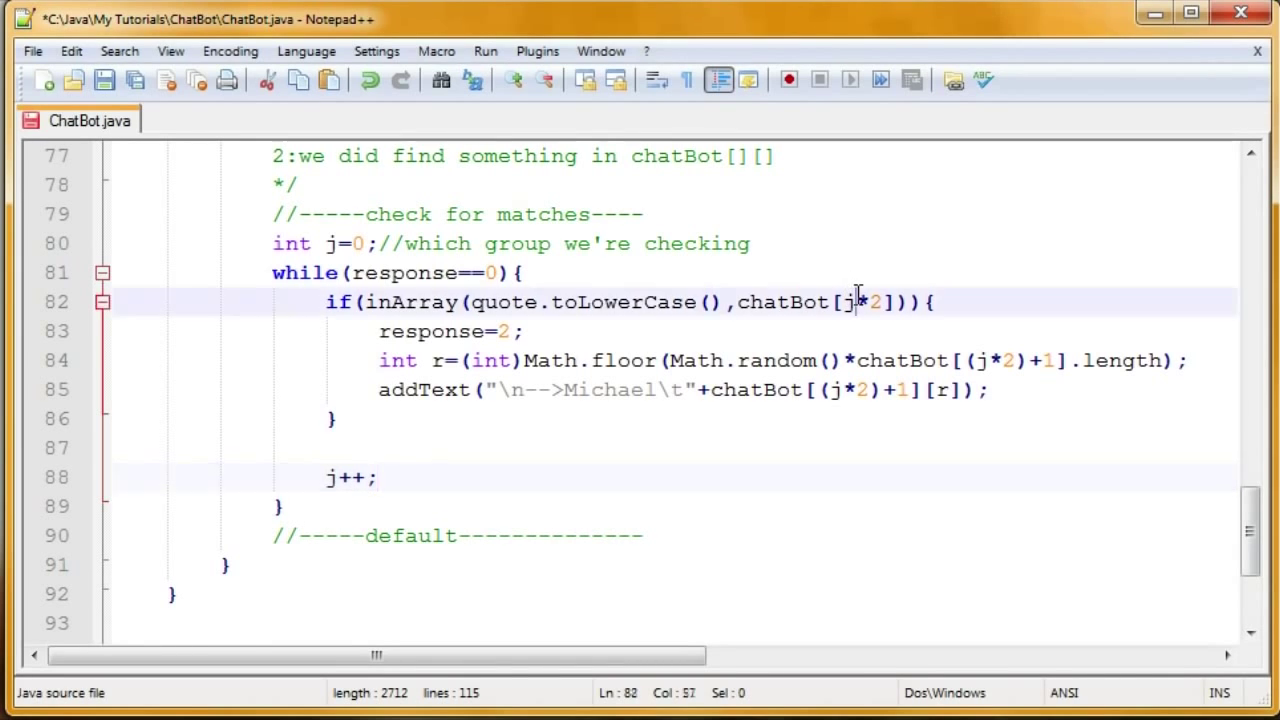 *C:\Java\My Tutorials\ChatBot\ChatBot.java - Notepad++
File Edit Search View Encoding Language Settings Macro Run Plugins Window ? X
ABC
ChatBot.java
77 2:we did find something in chatBot[][]
78 */
79 //-----check for matches----
80 int j=0;//which group we're checking
81 while(response==0){
82 if(inArray(quote.toLowerCase(),chatBot[j*2])){
83 response=2;
84 int r=(int)Math.floor(Math.random()*chatBot[(j*2)+1].length);
85 addText("\n-->Michael\t"+chatBot[(j*2)+1][r]);
86 }
87
88 j++;
89 }
90 //-----default--------------
91 }
92 }
93
Java source file length : 2712 lines : 115 Ln : 82 Col : 57 Sel : 0 Dos\Windows ANSI INS